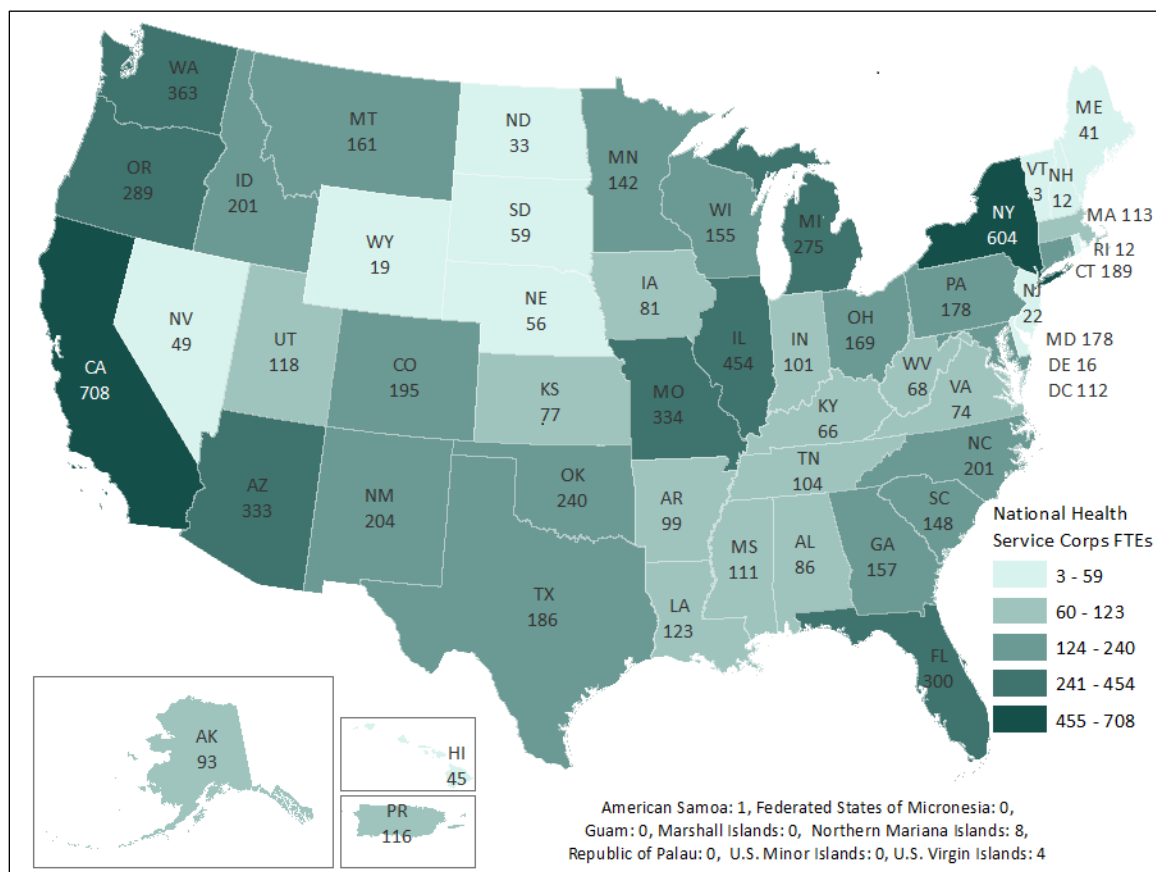 WA
363
MT
161
ND
33
ME
41
OR
289
ID
201
MN
142
VT
3
NH
12
SD
59
WI
155
MI
275
NY
604
MA 113
RI 12
CT 189
WY
19
IA
81
PA
178
NJ
22
NE
56
NV
49
UT
118
CO
195
IL
454
IN
101
OH
169
MD 178
DE 16
DC 112
CA
708
KS
77
MO
334
WV
68
VA
74
KY
66
NC
201
TN
104
AZ
333
NM
204
OK
240
AR
99
SC
148
MS
111
AL
86
GA
157
TX
186
LA
123
FL
300
National Health
Service Corps FTEs
3 - 59
60 - 123
124 - 240
241 - 454
455 - 708
AK
93
HI
45
PR
116
American Samoa: 1, Federated States of Micronesia: 0,
Guam: 0, Marshall Islands: 0, Northern Mariana Islands: 8,
Republic of Palau: 0, U.S. Minor Islands: 0, U.S. Virgin Islands: 4